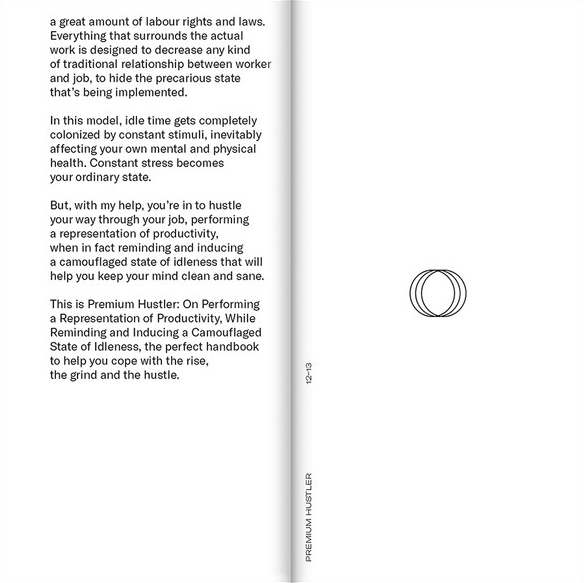 a great amount of labour rights and laws.
Everything that surrounds the actual
work is designed to decrease any kind
of traditional relationship between worker
and job, to hide the precarious state
that's being implemented.
In this model, idle time gets completely
colonized by constant stimuli, inevitably
affecting your own mental and physical
health. Constant stress becomes
your ordinary state.
But, with my help, you're in to hustle
your way through your job, performing
a representation of productivity,
when in fact reminding and inducing
a camouflaged state of idleness that will
help you keep your mind clean and sane.
This is Premium Hustler: On Performing
a Representation of Productivity, While
Reminding and Inducing a Camouflaged
State of Idleness, the perfect handbook
to help you cope with the rise,
the grind and the hustle.
12–13
PREMIUM HUSTLER